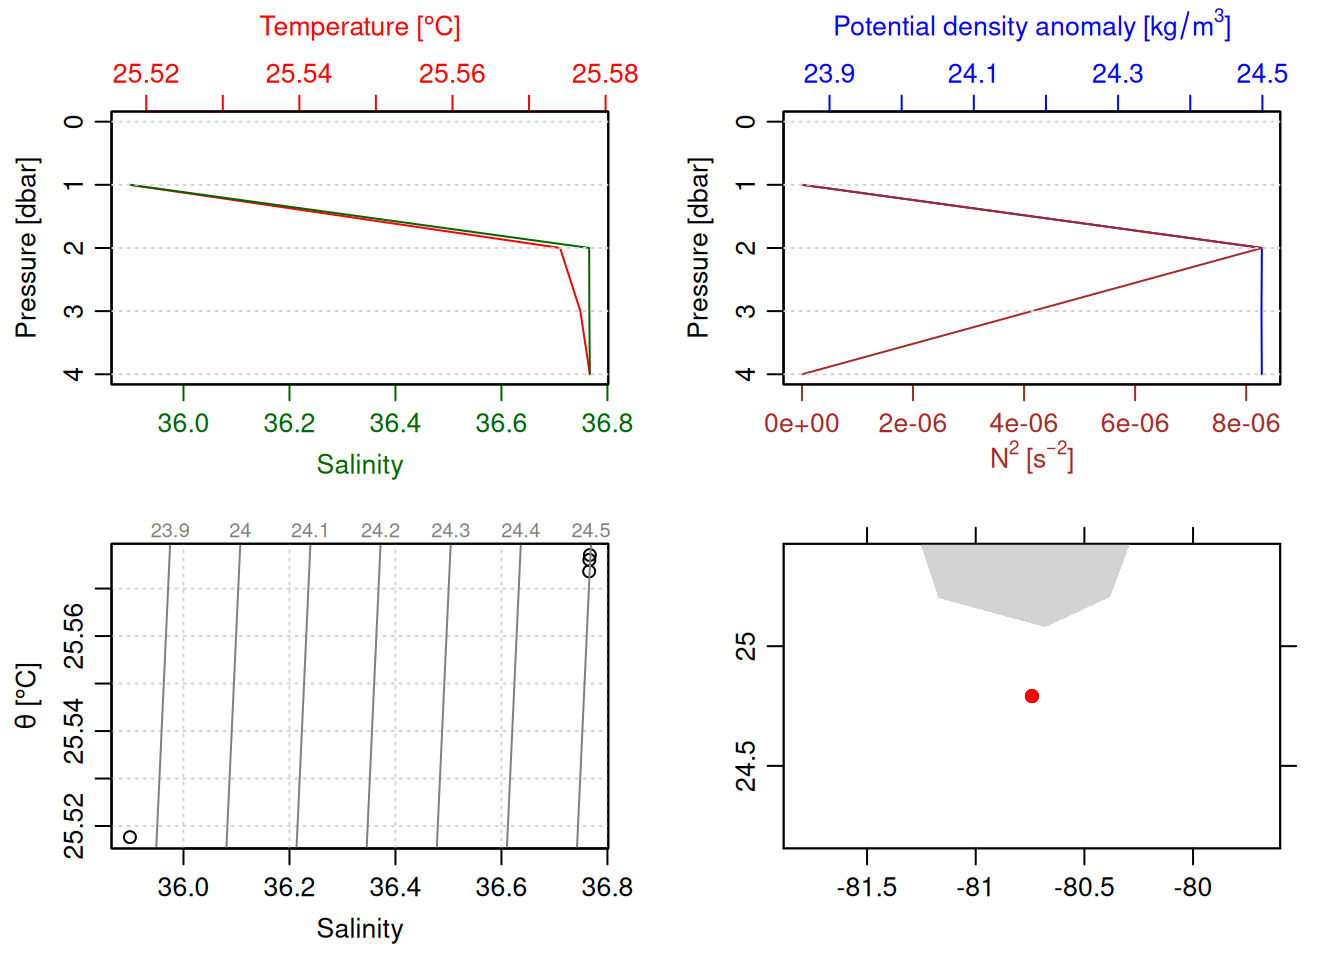 Temperature [°C]
25.52 25.54 25.56 25.58
0
1
2
3
4
Pressure [dbar]
36.0 36.2 36.4 36.6 36.8
Salinity
Potential density anomaly [kg/m³]
23.9 24.1 24.3 24.5
0
1
2
3
4
Pressure [dbar]
0e+00 2e-06 4e-06 6e-06 8e-06
N² [s⁻²]
23.9 24 24.1 24.2 24.3 24.4 24.5
25.56
25.54
25.52
θ [°C]
36.0 36.2 36.4 36.6 36.8
Salinity
25
24.5
-81.5 -81 -80.5 -80